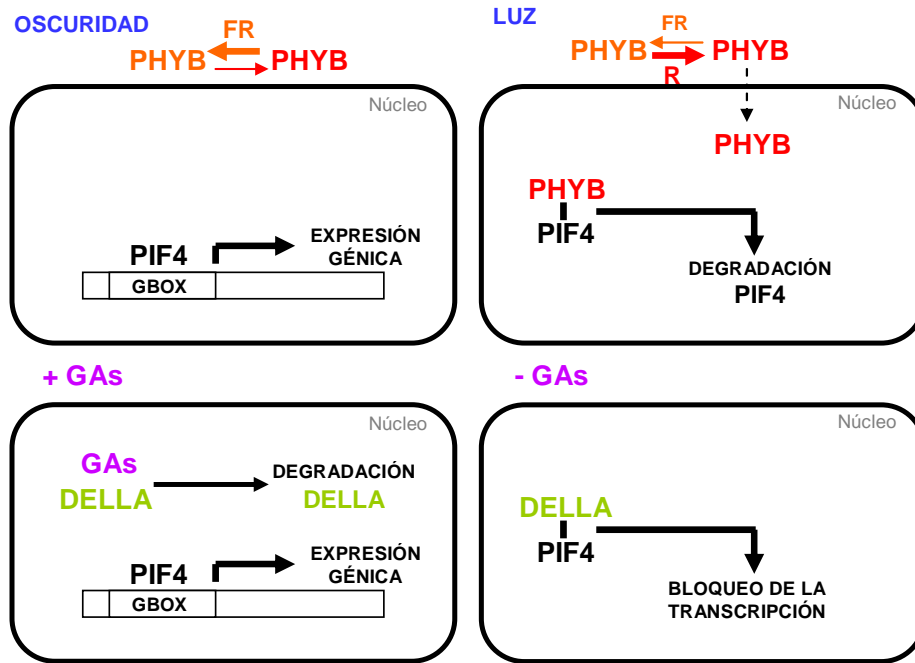 OSCURIDAD
FR
PHYB PHYB
Núcleo
PIF4
EXPRESIÓN
GÉNICA
GBOX
LUZ
FR
PHYB PHYB
R
Núcleo
PHYB
PHYB
PIF4
DEGRADACIÓN
PIF4
+ GAs
Núcleo
GAs
DELLA
DEGRADACIÓN
DELLA
PIF4
EXPRESIÓN
GÉNICA
GBOX
- GAs
Núcleo
DELLA
PIF4
BLOQUEO DE LA
TRANSCRIPCIÓN